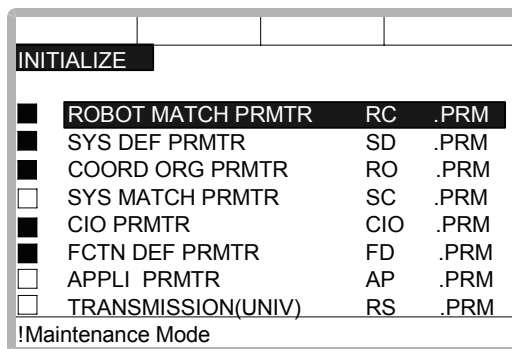 INITIALIZE
ROBOT MATCH PRMTR RC .PRM
SYS DEF PRMTR SD .PRM
COORD ORG PRMTR RO .PRM
SYS MATCH PRMTR SC .PRM
CIO PRMTR CIO .PRM
FCTN DEF PRMTR FD .PRM
APPLI PRMTR AP .PRM
TRANSMISSION(UNIV) RS .PRM
!Maintenance Mode